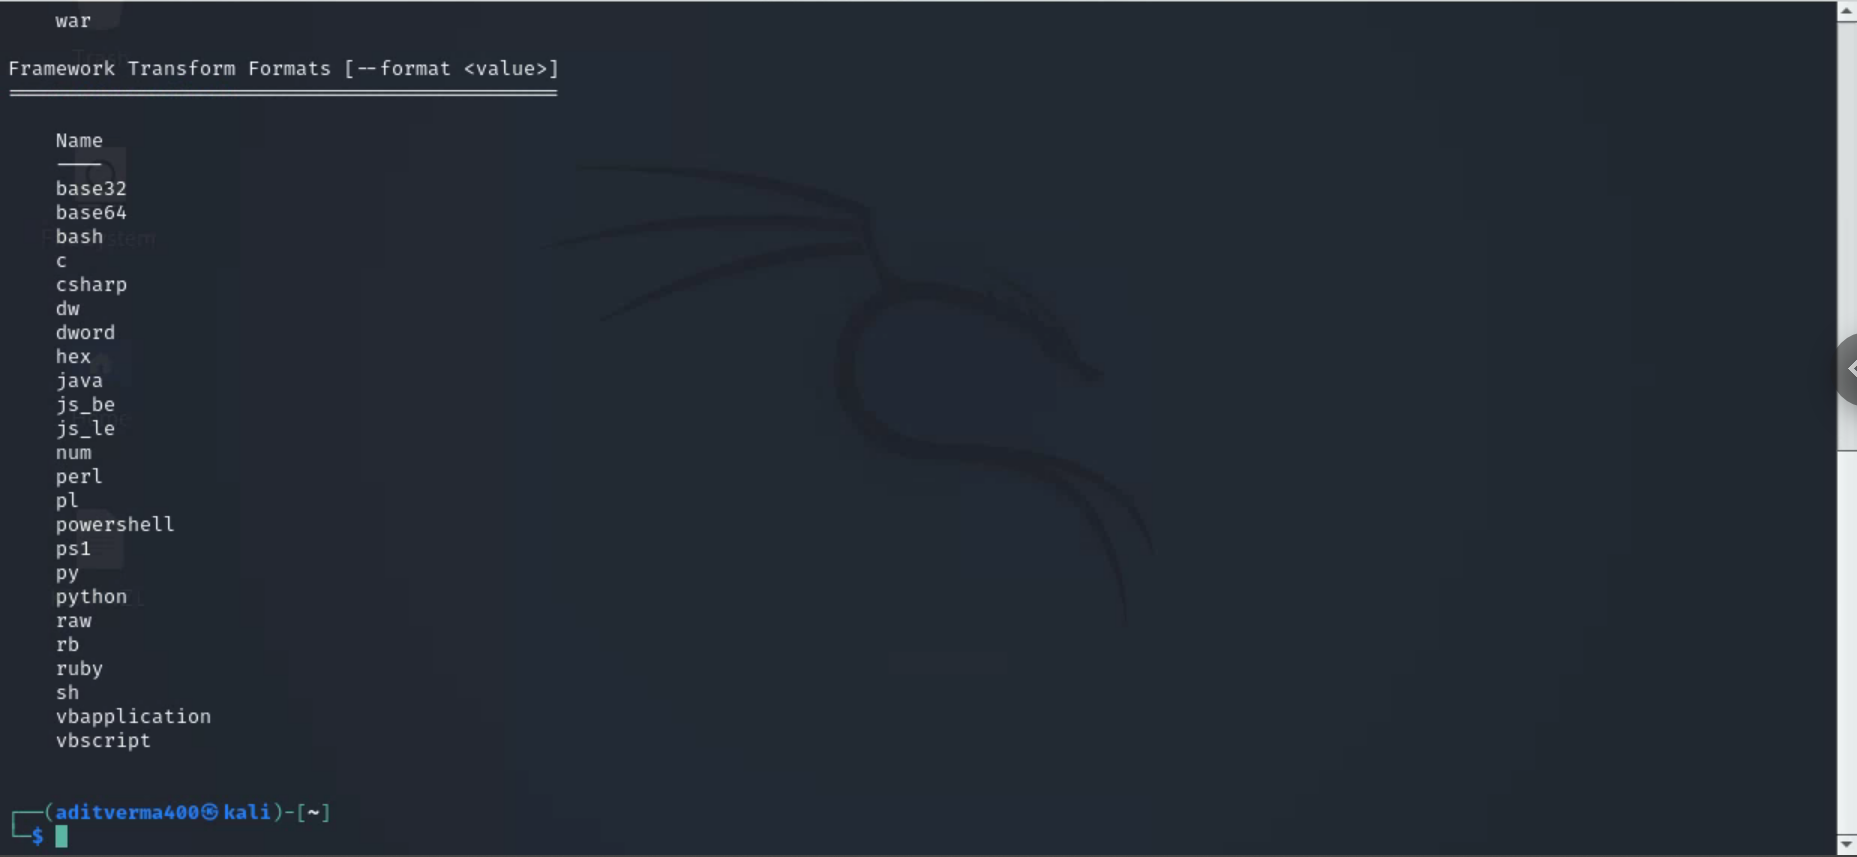 war
Framework Transform Formats [--format <value>]
Name
base32
base64
bash
c
csharp
dw
dword
hex
java
js_be
js_le
num
perl
pl
powershell
ps1
py
python
raw
rb
ruby
sh
vbapplication
vbscript
┌──(aditverma400㉿kali)-[~]
└─$